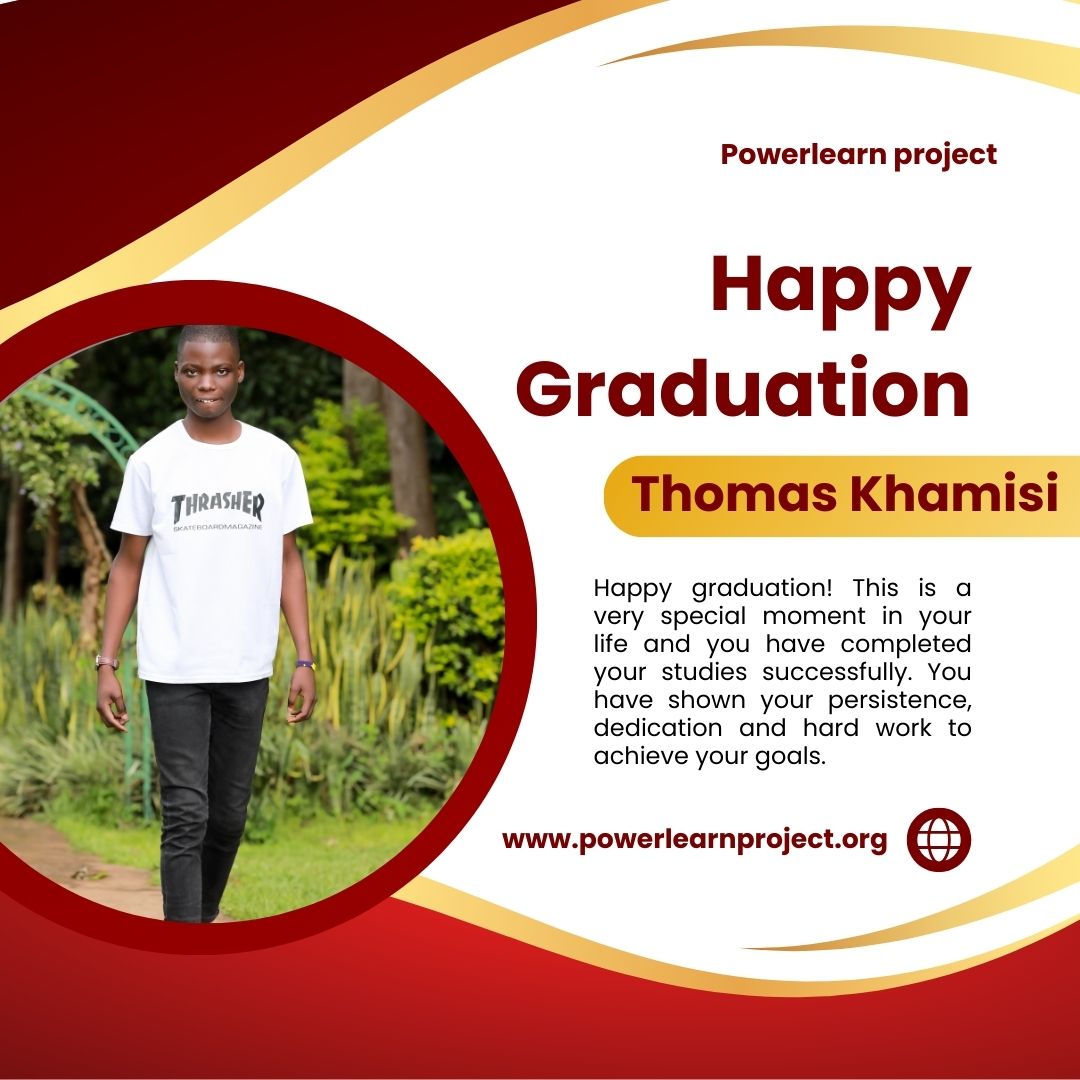 Powerlearn project
Happy
Graduation
Thomas Khamisi
THRASHER
SKATEBOARDMAGAZINE
Happy graduation! This is a
very special moment in your
life and you have completed
your studies successfully. You
have shown your persistence,
dedication and hard work to
achieve your goals.
www.powerlearnproject.org